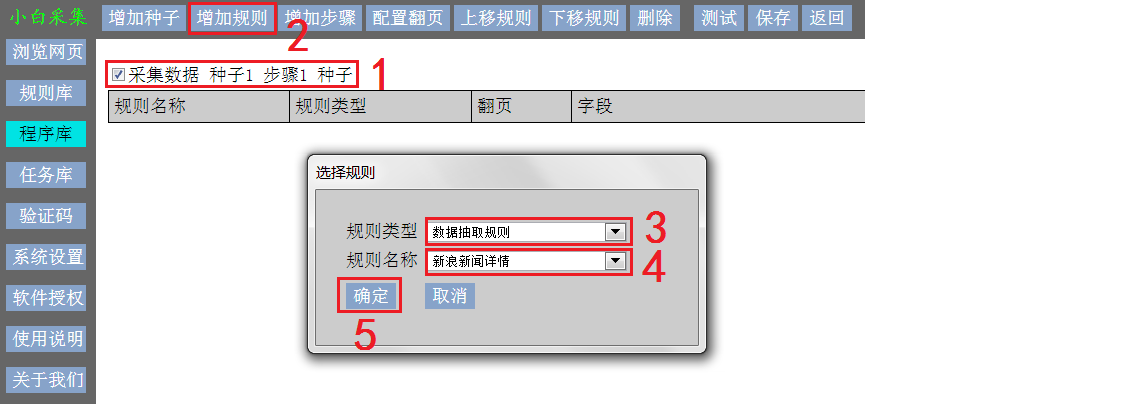 小白采集 增加种子 增加规则 增加步骤 配置翻页 上移规则 下移规则 删除 测试 保存 返回
2
浏览网页
采集数据 种子1 步骤1 种子 1
规则库
规则名称 规则类型 翻页 字段
程序库
任务库
选择规则
验证码
规则类型 数据抽取规则 3
系统设置
规则名称 新浪新闻详情 4
软件授权
确定 取消
5
使用说明
关于我们